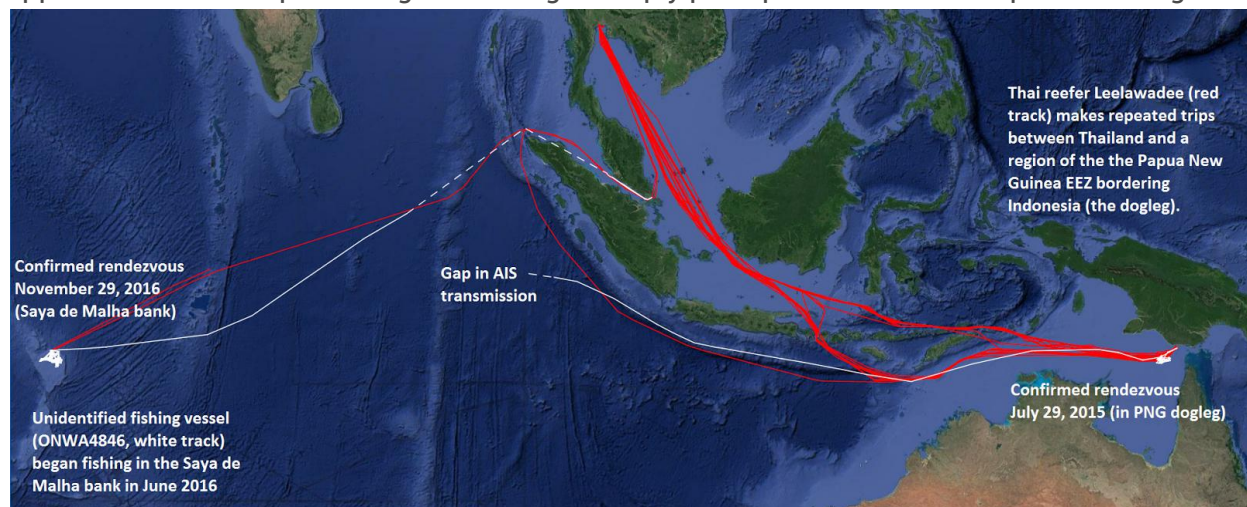 Thai reefer Leelawadee (red
track) makes repeated trips
between Thailand and a
region of the the Papua New
Guinea EEZ bordering
Indonesia (the dogleg).
Confirmed rendezvous
November 29, 2016
(Saya de Malha bank)
Gap in AIS
transmission
Confirmed rendezvous
July 29, 2015 (in PNG dogleg)
Unidentified fishing vessel
(ONWA4846, white track)
began fishing in the Saya de
Malha bank in June 2016